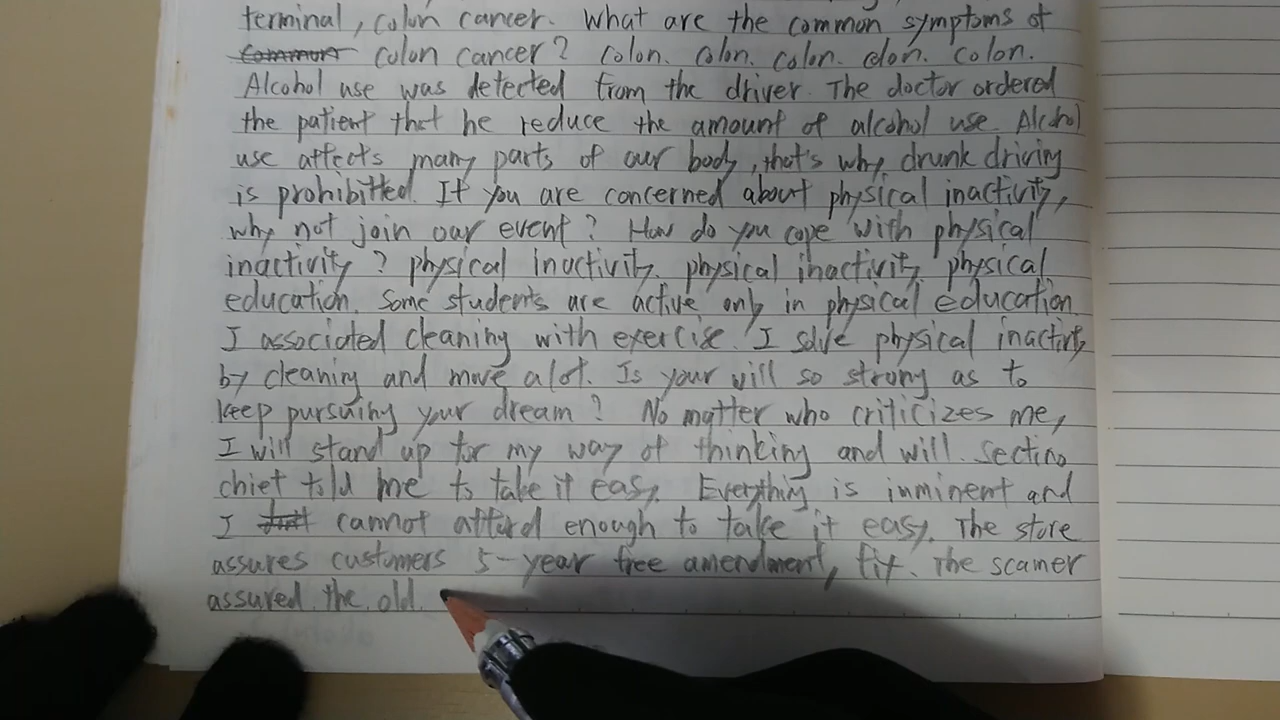 terminal, colon cancer. What are the common symptoms of
colon cancer? Colon. colon. colon. colon. colon.
Alcohol use was detected from the driver. The doctor ordered
the patient that he reduce the amount of alcohol use. Alcohol
use affects many parts of our body, that's why drunk driving
is prohibitted. If you are concerned about physical inactivity,
why not join our event? How do you cope with physical
inactivity? physical inactivity. physical inactivity physical
education. Some students are active only in physical education.
I associated cleaning with exercise. I solve physical inactivity
by cleaning and move alot. Is your will so strong as to
keep pursuing your dream? No matter who criticizes me,
I will stand up for my way of thinking and will. Section
chief told me to take it easy. Everything is imminent and
I cannot afford enough to take it easy. The store
assures customers 5-year free amendment, fix. The scamer
assured the old